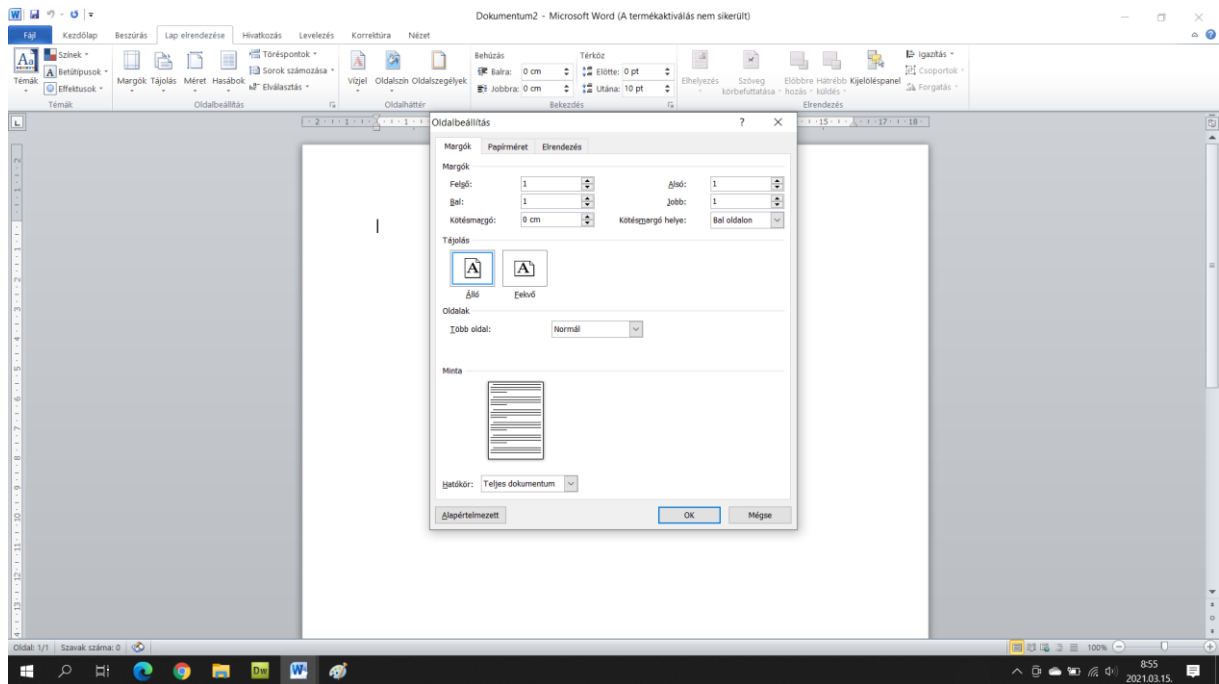 Dokumentum2 - Microsoft Word (A termékaktiválás nem sikerült)
Fájl Kezdőlap Beszúrás Lap elrendezése Hivatkozás Levelezés Korrektúra Nézet
Témák
Színek
Betűtípusok
Effektusok
Témák
Margók Tájolás Méret Hasábok
Töréspontok
Sorok számozása
Elválasztás
Oldalbeállítás
Vízjel Oldalszín Oldalszegélyek
Oldalháttér
Behúzás
Balra: 0 cm
Jobbra: 0 cm
Térköz
Előtte: 0 pt
Utána: 10 pt
Bekezdés
Elhelyezés
Szöveg körbefuttatása
Előbbre hozás
Hátrébb küldés
Kijelöléspanel
Igazítás
Csoportok
Forgatás
Elrendezés
Oldalbeállítás ? X
Margók Papírméret Elrendezés
Margók
Felső: 1 Alsó: 1
Bal: 1 Jobb: 1
Kötésmargó: 0 cm Kötésmargó helye: Bal oldalon
Tájolás
A A
Álló Fekvő
Oldalak
Több oldal: Normál
Minta
Hatókör: Teljes dokumentum
Alapértelmezett OK Mégse
Oldal: 1/1 Szavak száma: 0 100%
Dw W
8:55
2021.03.15.